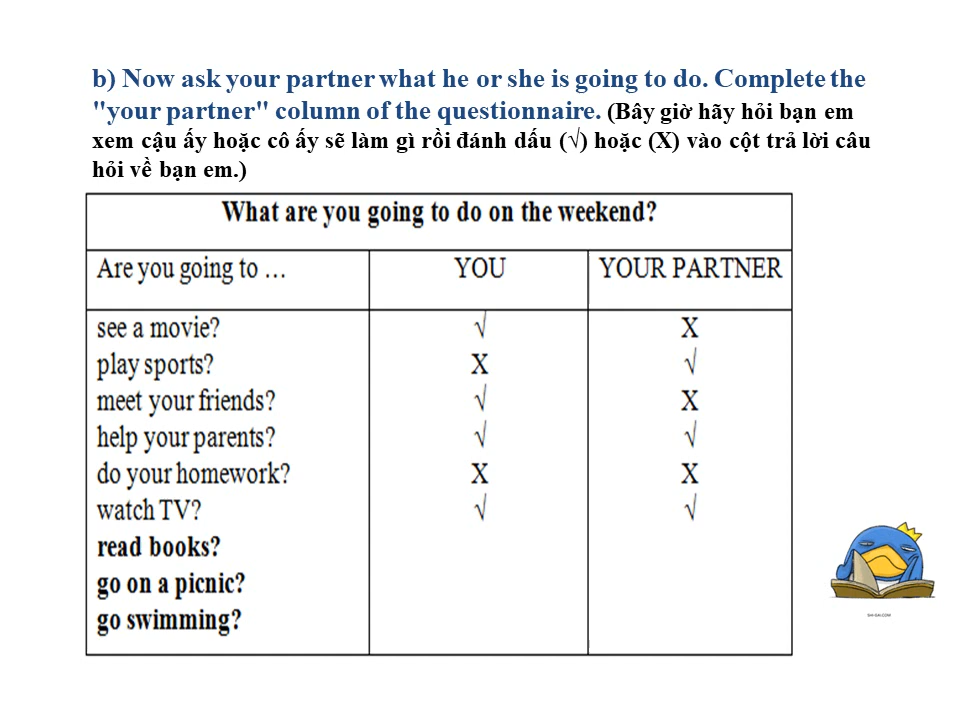 b) Now ask your partner what he or she is going to do. Complete the
"your partner" column of the questionnaire. (Bây giờ hãy hỏi bạn em
xem cậu ấy hoặc cô ấy sẽ làm gì rồi đánh dấu (√) hoặc (X) vào cột trả lời câu
hỏi về bạn em.)
What are you going to do on the weekend?
Are you going to … YOU YOUR PARTNER
see a movie? √ X
play sports? X √
meet your friends? √ X
help your parents? √ √
do your homework? X X
watch TV? √ √
read books?
go on a picnic?
go swimming?